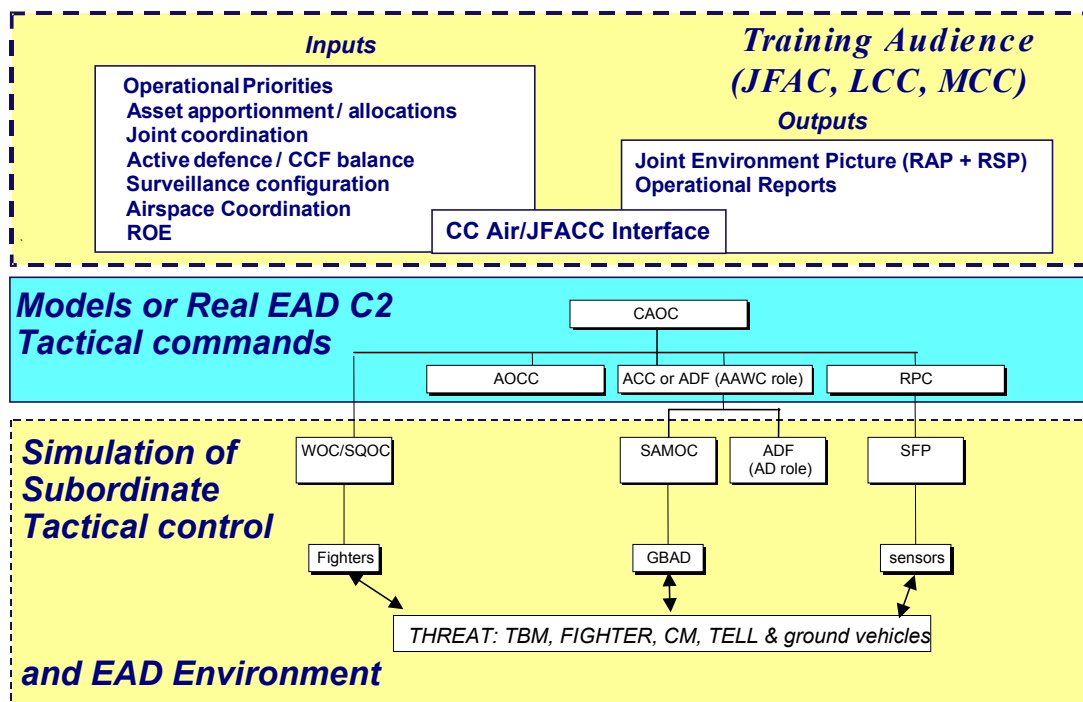 Training Audience
(JFAC, LCC, MCC)
Inputs
Operational Priorities
Asset apportionment / allocations
Joint coordination
Active defence / CCF balance
Surveillance configuration
Airspace Coordination
ROE
Outputs
Joint Environment Picture (RAP + RSP)
Operational Reports
CC Air/JFACC Interface
Models or Real EAD C2
Tactical commands
CAOC
AOCC
ACC or ADF (AAWC role)
RPC
Simulation of
Subordinate
Tactical control
WOC/SQOC
SAMOC
ADF
(AD role)
SFP
Fighters
GBAD
sensors
THREAT: TBM, FIGHTER, CM, TELL & ground vehicles
and EAD Environment